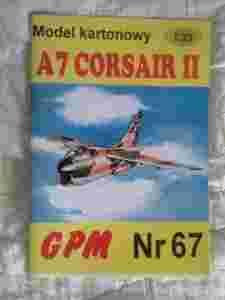 Model kartonowy
A7 CORSAIR II
GPM Nr 67